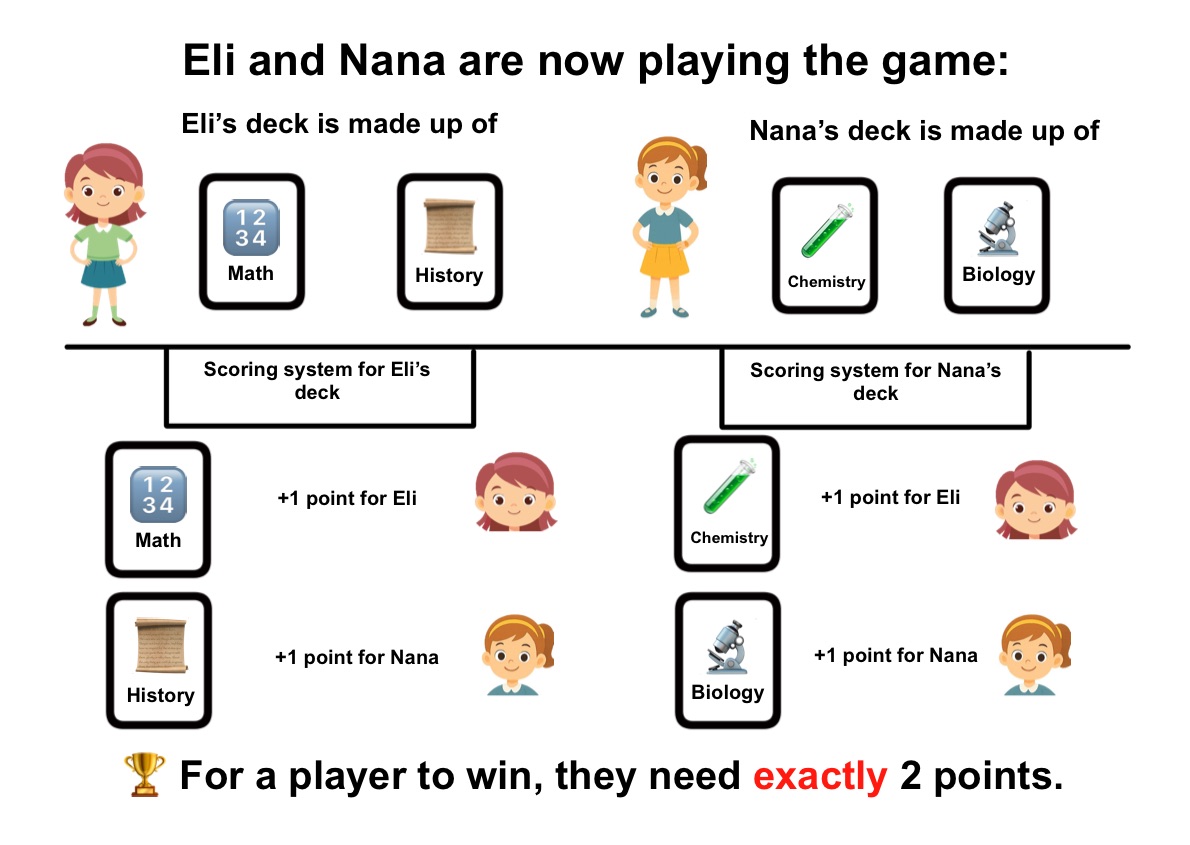 Eli and Nana are now playing the game:
Eli’s deck is made up of
Nana’s deck is made up of
1 2
3 4
Math
History
Chemistry
Biology
Scoring system for Eli’s
deck
Scoring system for Nana’s
deck
1 2
3 4
Math
+1 point for Eli
Chemistry
+1 point for Eli
History
+1 point for Nana
Biology
+1 point for Nana
For a player to win, they need exactly 2 points.